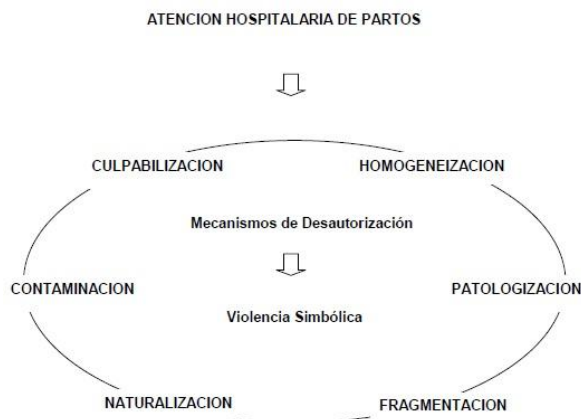 ATENCION HOSPITALARIA DE PARTOS
CULPABILIZACION
HOMOGENEIZACION
Mecanismos de Desautorización
CONTAMINACION
PATOLOGIZACION
Violencia Simbólica
NATURALIZACION
FRAGMENTACION